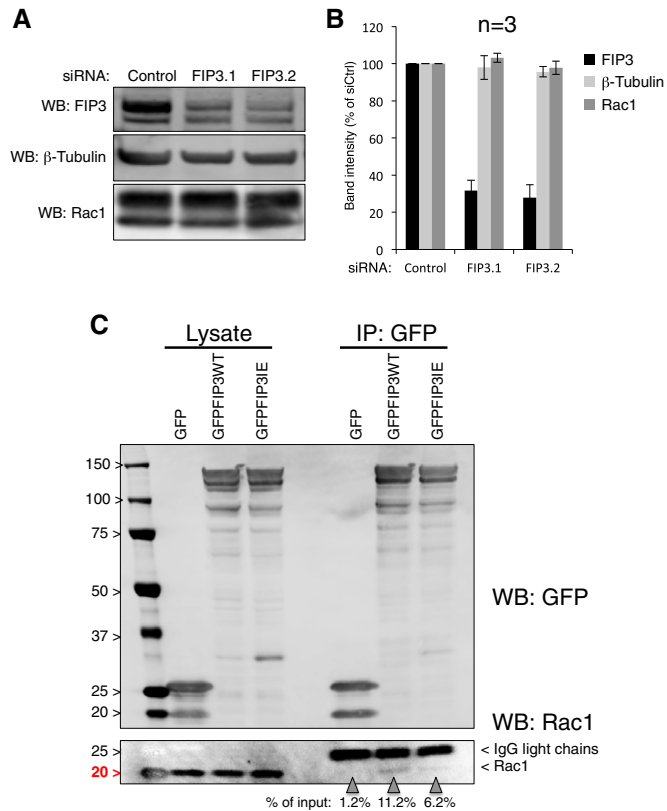 A
siRNA: Control FIP3.1 FIP3.2
WB: FIP3
WB: β-Tubulin
WB: Rac1
B
n=3
120
100
80
60
40
20
0
Band intensity (% of siCtrl)
siRNA: Control FIP3.1 FIP3.2
FIP3
β-Tubulin
Rac1
C
Lysate IP: GFP
GFP GFPFIP3WT GFPFIP3IE GFP GFPFIP3WT GFPFIP3IE
150 >
100 >
75 >
50 >
37 >
25 >
20 >
WB: GFP
WB: Rac1
25 > < IgG light chains
20 > < Rac1
% of input: 1.2% 11.2% 6.2%